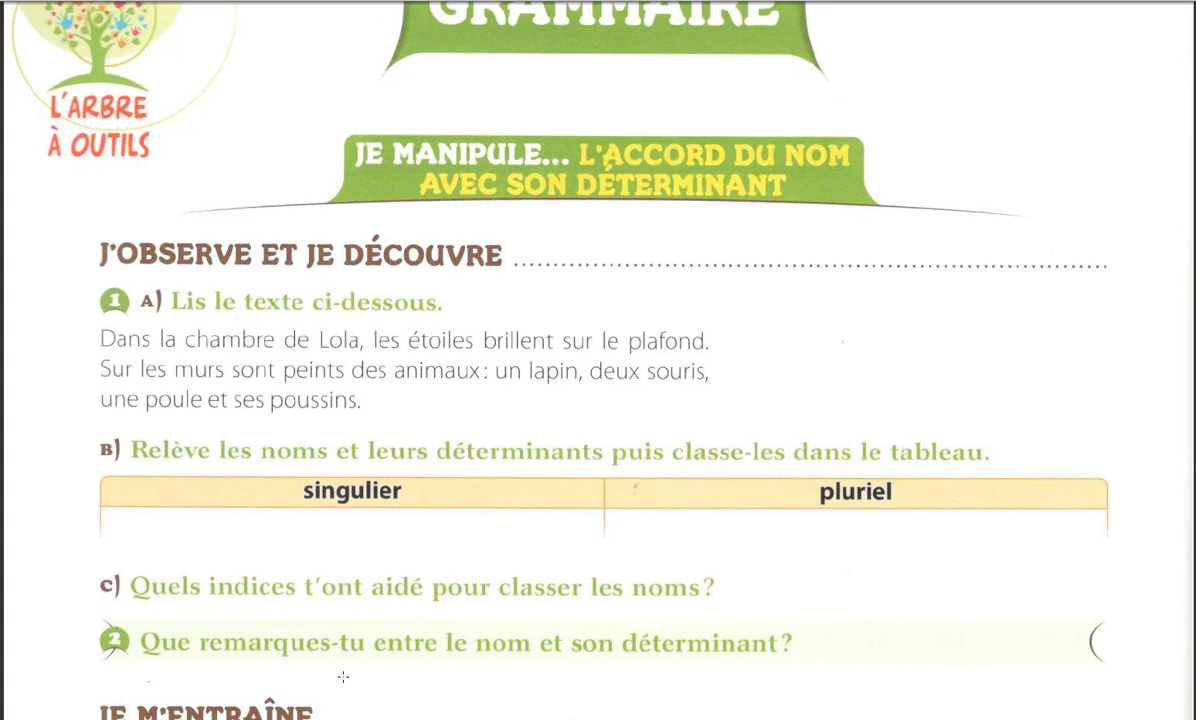 GRAMMAIRE
L'ARBRE
À OUTILS
JE MANIPULE... L'ACCORD DU NOM
AVEC SON DÉTERMINANT
J'OBSERVE ET JE DÉCOUVRE
1 A) Lis le texte ci-dessous.
Dans la chambre de Lola, les étoiles brillent sur le plafond.
Sur les murs sont peints des animaux : un lapin, deux souris,
une poule et ses poussins.
B) Relève les noms et leurs déterminants puis classe-les dans le tableau.
singulier pluriel
C) Quels indices t'ont aidé pour classer les noms ?
2 Que remarques-tu entre le nom et son déterminant ?
JE M'ENTRAÎNE